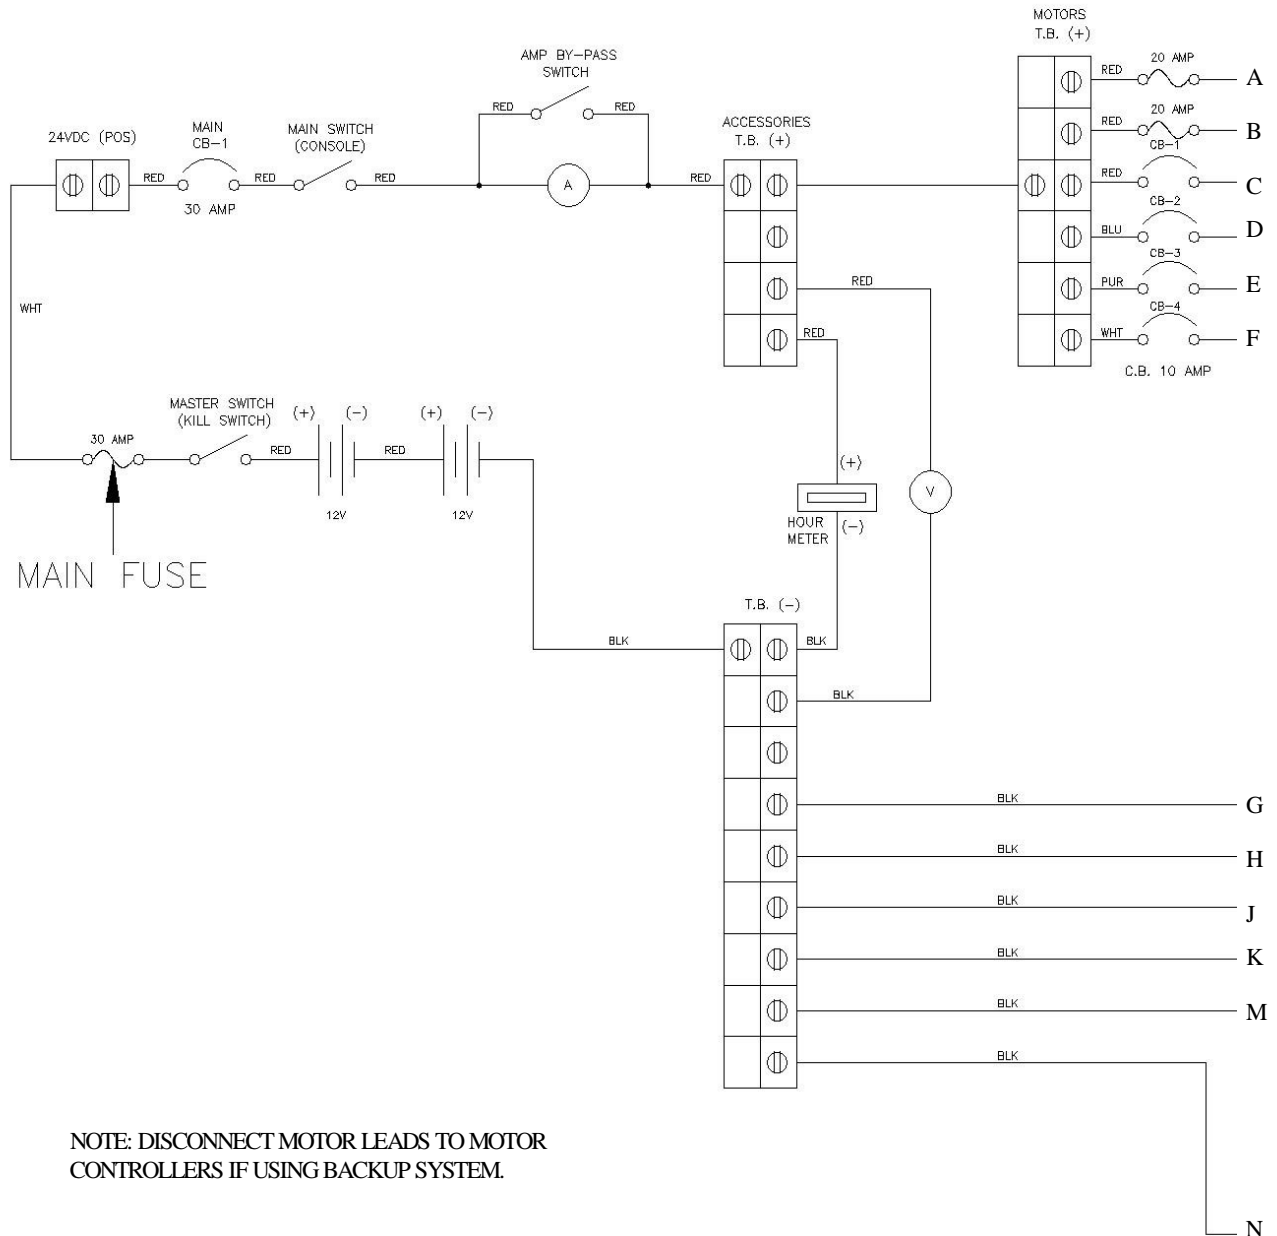 MOTORS
T.B. (+)
20 AMP
RED
A
AMP BY-PASS
SWITCH
RED
RED
20 AMP
RED
B
24VDC (POS)
MAIN
CB-1
MAIN SWITCH
(CONSOLE)
ACCESSORIES
T.B. (+)
CB-1
RED
RED
RED
A
RED
RED
C
30 AMP
CB-2
BLU
D
CB-3
RED
PUR
E
WHT
CB-4
RED
WHT
F
C.B. 10 AMP
MASTER SWITCH
(KILL SWITCH)
(+)
(-)
(+)
(-)
30 AMP
RED
RED
12V
12V
(+)
V
HOUR
METER
(-)
MAIN FUSE
T.B. (-)
BLK
BLK
BLK
BLK
G
BLK
H
BLK
J
BLK
K
BLK
M
BLK
NOTE: DISCONNECT MOTOR LEADS TO MOTOR
CONTROLLERS IF USING BACKUP SYSTEM.
N